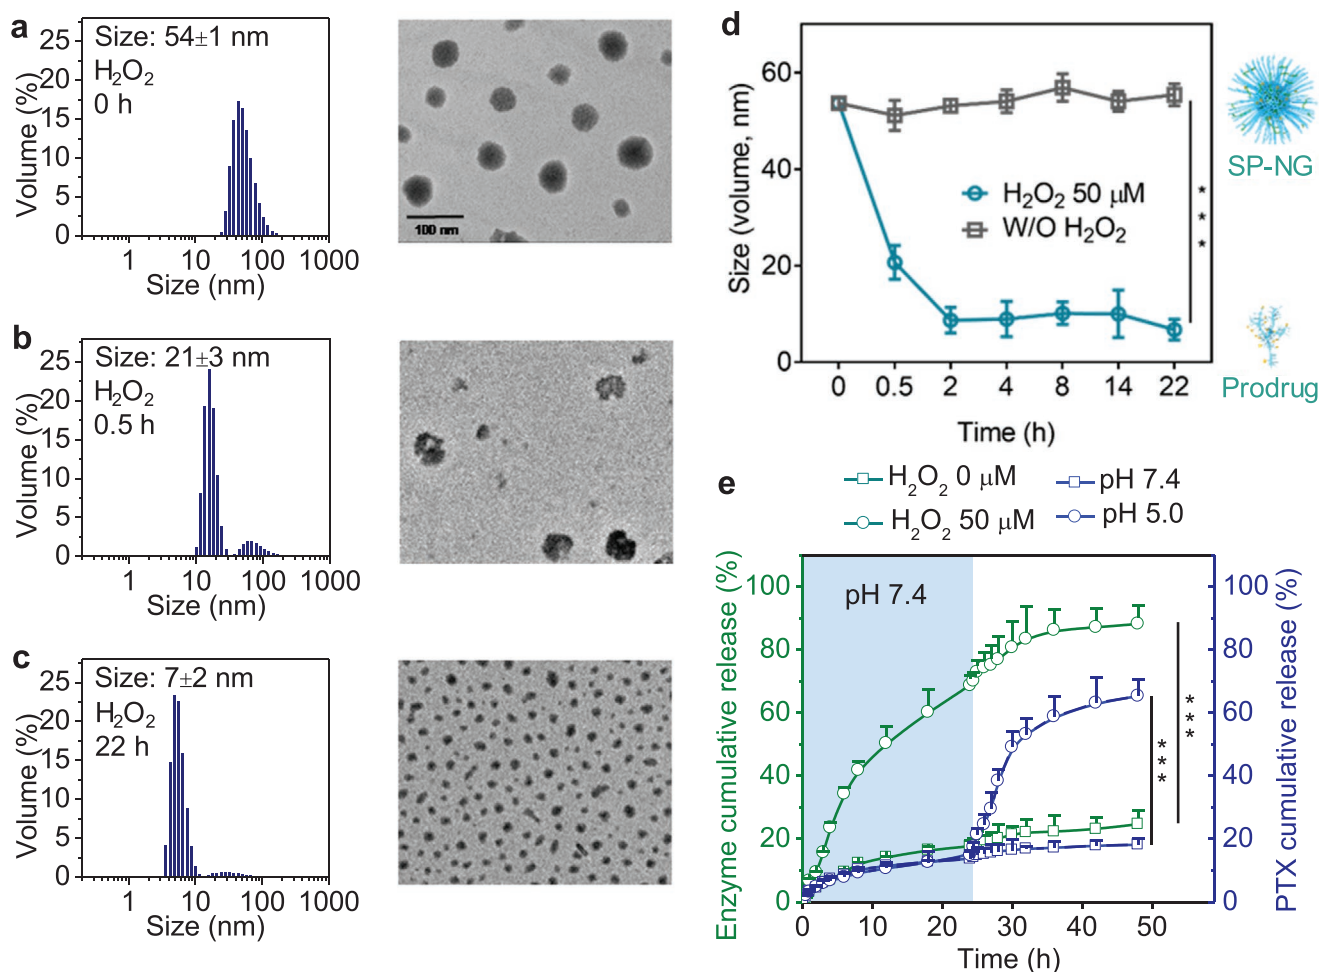 a
Size: 54±1 nm
H₂O₂
0 h
Volume (%)
25
20
15
10
5
0
1 10 100 1000
Size (nm)
100 nm
b
Size: 21±3 nm
H₂O₂
0.5 h
Volume (%)
25
20
15
10
5
0
1 10 100 1000
Size (nm)
c
Size: 7±2 nm
H₂O₂
22 h
Volume (%)
25
20
15
10
5
0
1 10 100 1000
Size (nm)
d
Size (volume, nm)
60
40
20
0
H₂O₂ 50 μM
W/O H₂O₂
***
0 0.5 2 4 8 14 22
Time (h)
SP-NG
Prodrug
e
H₂O₂ 0 μM
H₂O₂ 50 μM
pH 7.4
pH 5.0
Enzyme cumulative release (%)
100
80
60
40
20
0
pH 7.4
***
***
100
80
60
40
20
0
PTX cumulative release (%)
0 10 20 30 40 50
Time (h)